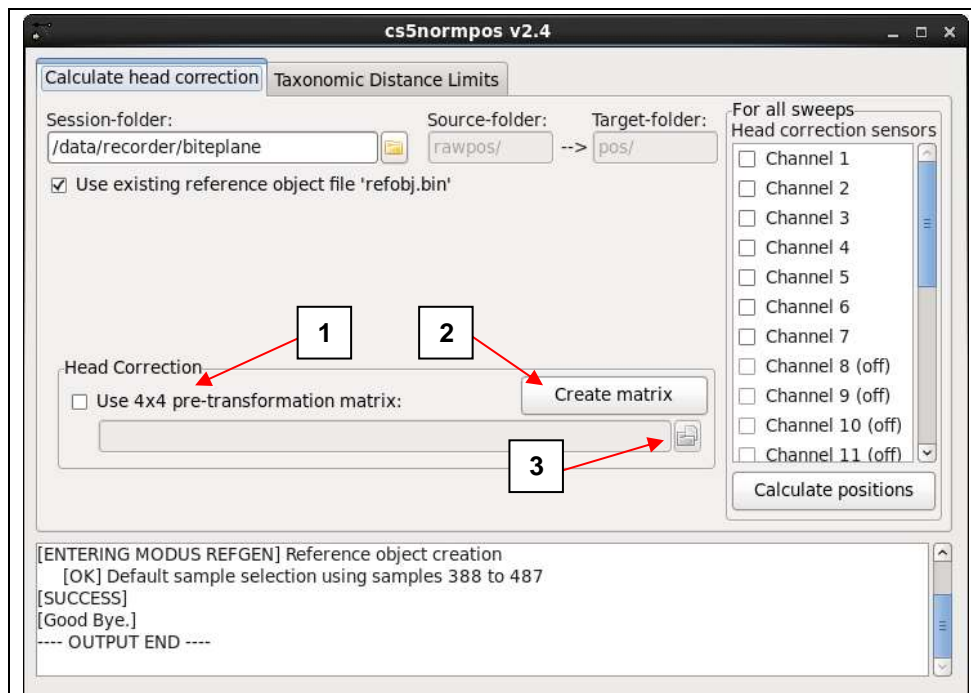 cs5normpos v2.4
Calculate head correction
Taxonomic Distance Limits
Session-folder:
Source-folder:
Target-folder:
/data/recorder/biteplane
rawpos/
-->
pos/
Use existing reference object file 'refobj.bin'
For all sweeps
Head correction sensors
Channel 1
Channel 2
Channel 3
Channel 4
Channel 5
Channel 6
Channel 7
Channel 8 (off)
Channel 9 (off)
Channel 10 (off)
Channel 11 (off)
1
2
Head Correction
Use 4x4 pre-transformation matrix:
Create matrix
3
Calculate positions
[ENTERING MODUS REFGEN] Reference object creation
[OK] Default sample selection using samples 388 to 487
[SUCCESS]
[Good Bye.]
---- OUTPUT END ----